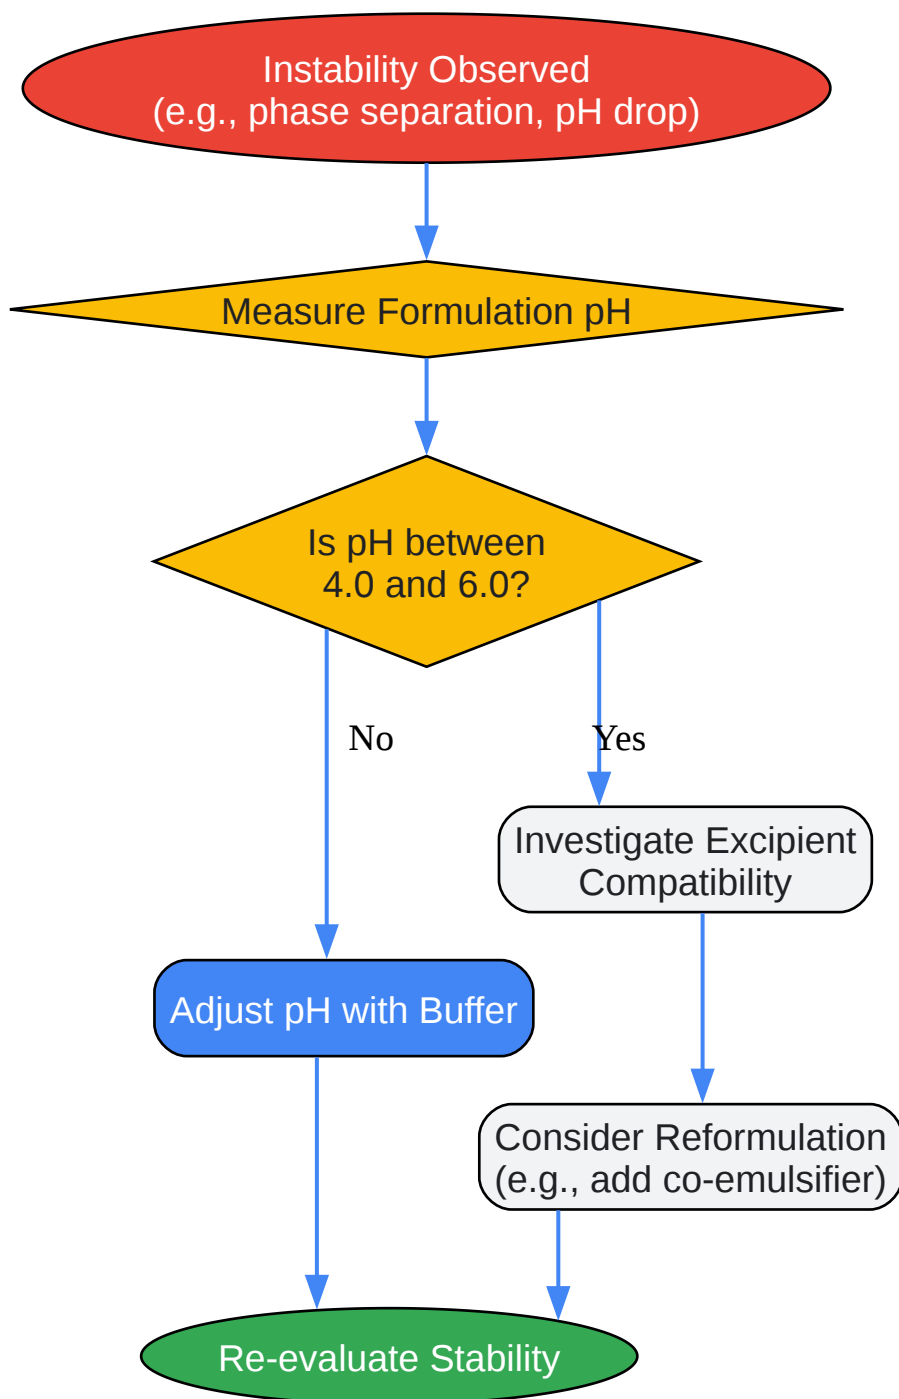 Instability Observed
(e.g., phase separation, pH drop)
Measure Formulation pH
Is pH between
4.0 and 6.0?
No
Yes
Investigate Excipient
Compatibility
Adjust pH with Buffer
Consider Reformulation
(e.g., add co-emulsifier)
Re-evaluate Stability